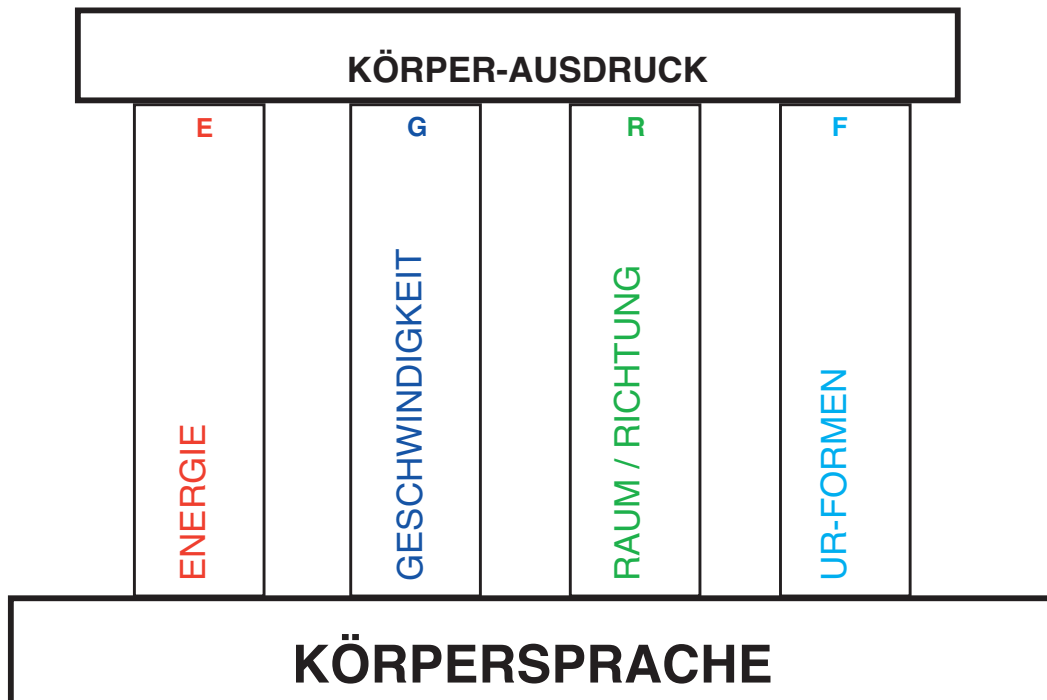 KÖRPER-AUSDRUCK
E
G
R
F
ENERGIE
GESCHWINDIGKEIT
RAUM / RICHTUNG
UR-FORMEN
KÖRPERSPRACHE